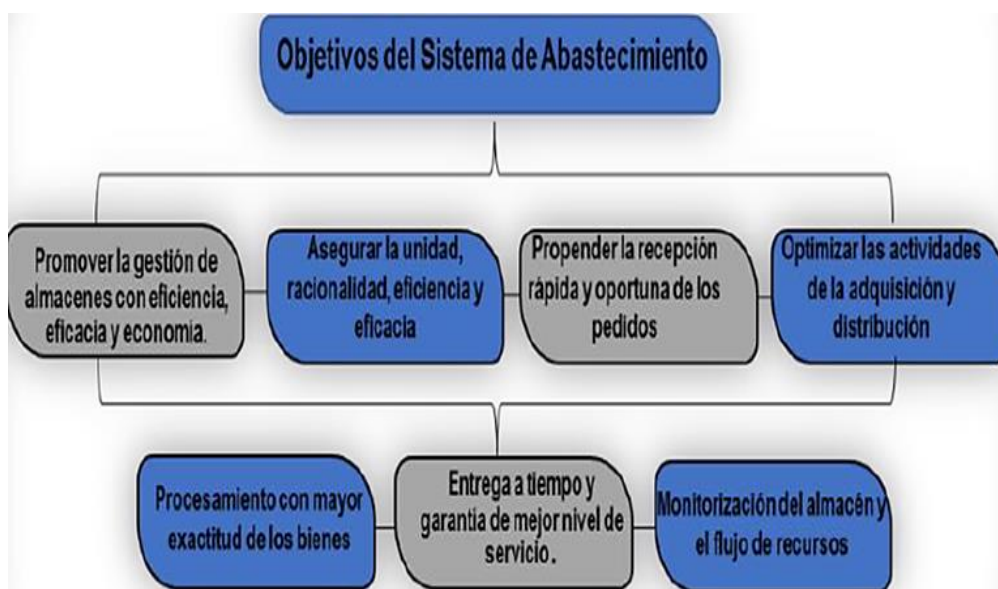 Objetivos del Sistema de Abastecimiento
Promover la gestión de
almacenes con eficiencia,
eficacia y economía.
Asegurar la unidad,
racionalidad, eficiencia y
eficacia
Propender la recepción
rápida y oportuna de los
pedidos
Optimizar las actividades
de la adquisición y
distribución
Procesamiento con mayor
exactitud de los bienes
Entrega a tiempo y
garantía de mejor nivel de
servicio.
Monitorización del almacén y
el flujo de recursos